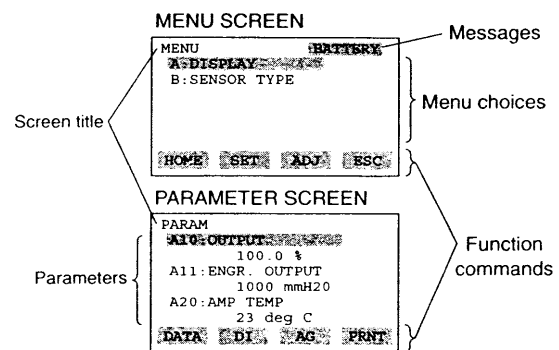 MENU SCREEN
Messages
MENU BATTERY
A:DISPLAY
B:SENSOR TYPE
Menu choices
Screen title
HOME SET ADJ ESC
PARAMETER SCREEN
PARAM
A10:OUTPUT
100.0 %
A11:ENGR. OUTPUT
1000 mmH20
A20:AMP TEMP
23 deg C
Parameters
Function
commands
DATA DI AG PRNT